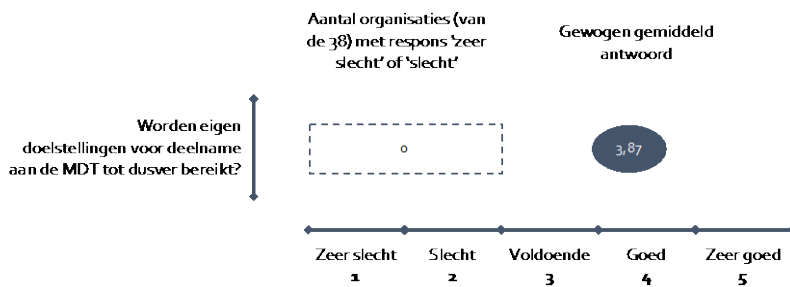 Aantal organisaties (van
de 38) met respons 'zeer
slecht' of 'slecht'
Gewogen gemiddeld
antwoord
Worden eigen
doelstellingen voor deelname
aan de MDT tot dusver bereikt?
0
3,87
Zeer slecht
Slecht
Voldoende
Goed
Zeer goed
1
2
3
4
5